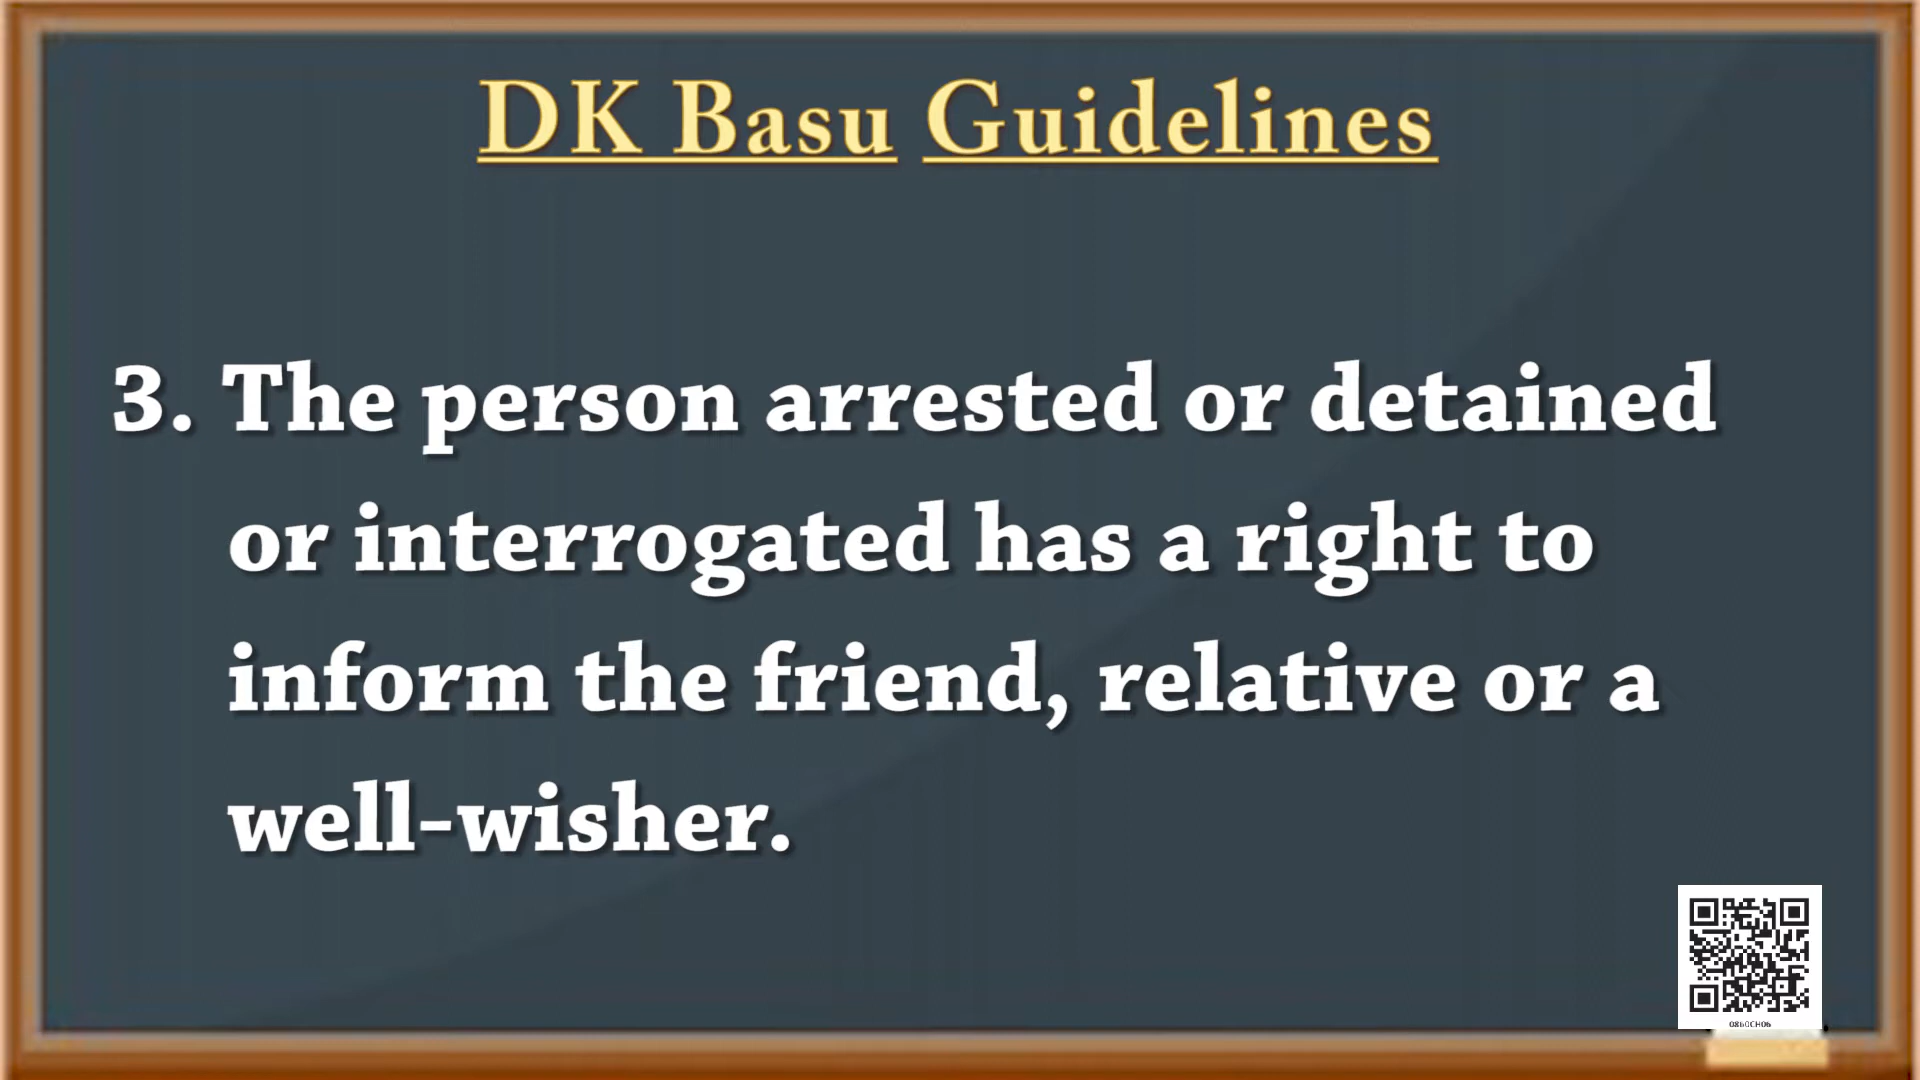 DK Basu Guidelines
3. The person arrested or detained
or interrogated has a right to
inform the friend, relative or a
well-wisher.
0860CH06